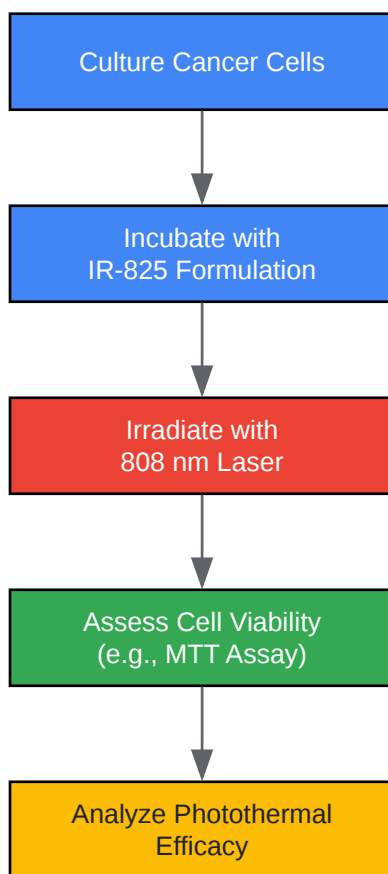 Culture Cancer Cells
Incubate with
IR-825 Formulation
Irradiate with
808 nm Laser
Assess Cell Viability
(e.g., MTT Assay)
Analyze Photothermal
Efficacy